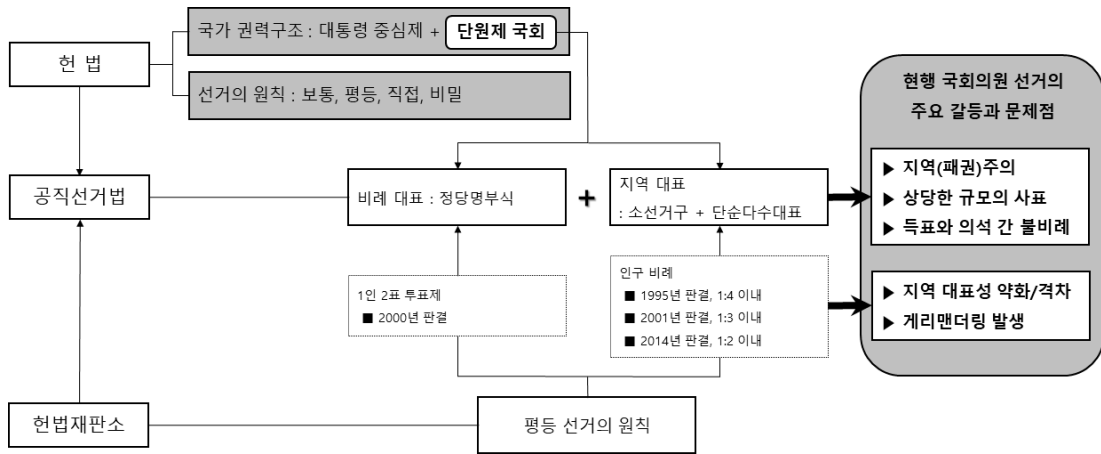 국가 권력구조 : 대통령 중심제 + 단원제 국회
헌 법
선거의 원칙 : 보통, 평등, 직접, 비밀
현행 국회의원 선거의
주요 갈등과 문제점
공직선거법
비례 대표 : 정당명부식
+
지역 대표
: 소선거구 + 단순다수대표
▶ 지역(패권)주의
▶ 상당한 규모의 사표
▶ 득표와 의석 간 불비례
1인 2표 투표제
■ 2000년 판결
인구 비례
■ 1995년 판결, 1:4 이내
■ 2001년 판결, 1:3 이내
■ 2014년 판결, 1:2 이내
▶ 지역 대표성 약화/격차
▶ 게리맨더링 발생
헌법재판소
평등 선거의 원칙